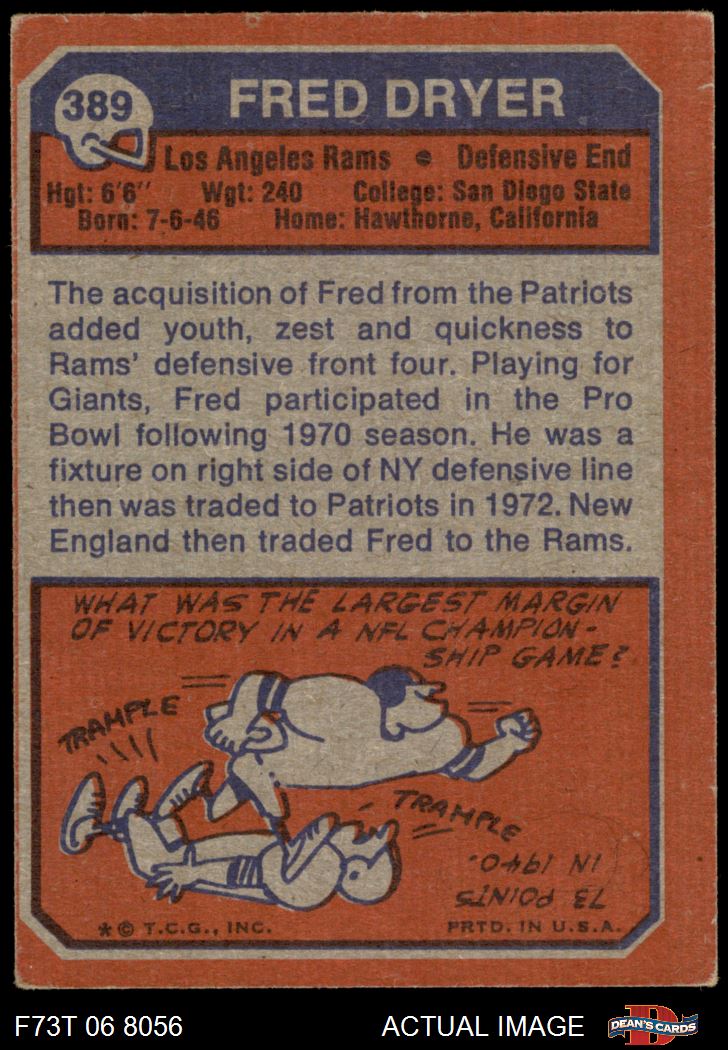 389
FRED DRYER
Los Angeles Rams • Defensive End
Hgt: 6'6" Wgt: 240 College: San Diego State
Born: 7-6-46 Home: Hawthorne, California
The acquisition of Fred from the Patriots
added youth, zest and quickness to
Rams' defensive front four. Playing for
Giants, Fred participated in the Pro
Bowl following 1970 season. He was a
fixture on right side of NY defensive line
then was traded to Patriots in 1972. New
England then traded Fred to the Rams.
WHAT WAS THE LARGEST MARGIN
OF VICTORY IN A NFL CHAMPION-
SHIP GAME?
TRAMPLE
TRAMPLE
73 POINTS
IN 1940.
* © T.C.G., INC. PRTD. IN U.S.A.
F73T 06 8056 ACTUAL IMAGE D DEAN'S CARDS